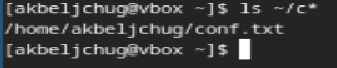 [akbeljchug@vbox ~]$ ls ~/c*
/home/akbeljchug/conf.txt
[akbeljchug@vbox ~]$